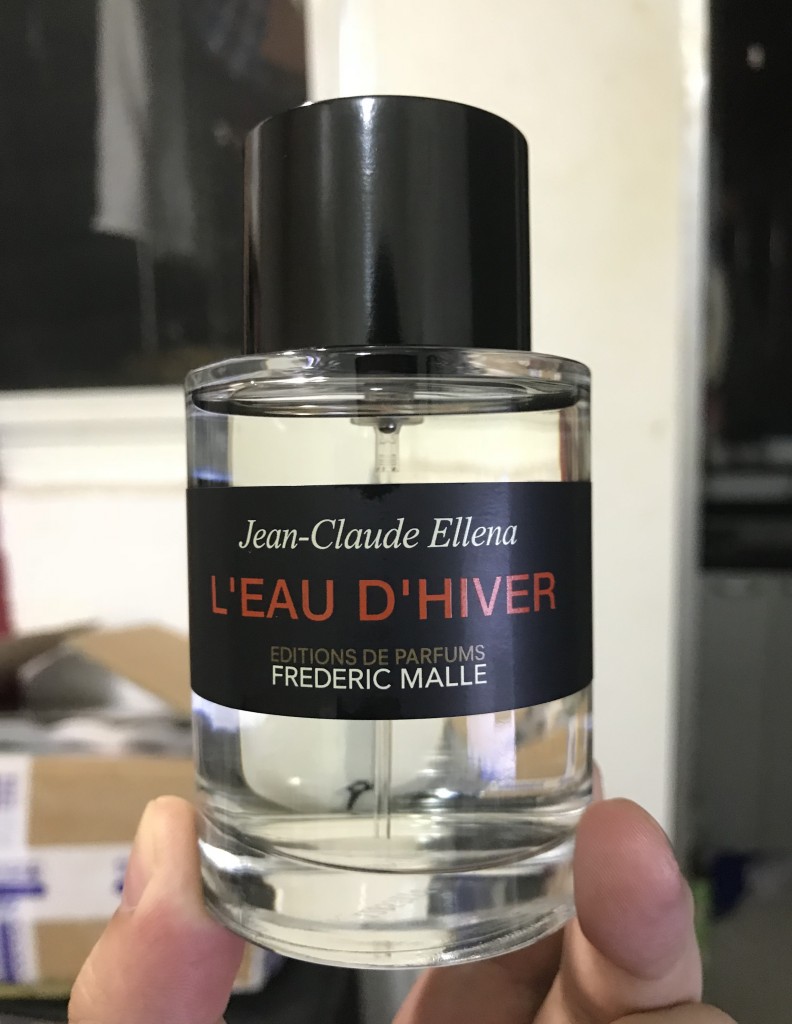 Jean-Claude Ellena
L'EAU D'HIVER
EDITIONS DE PARFUMS
FREDERIC MALLE